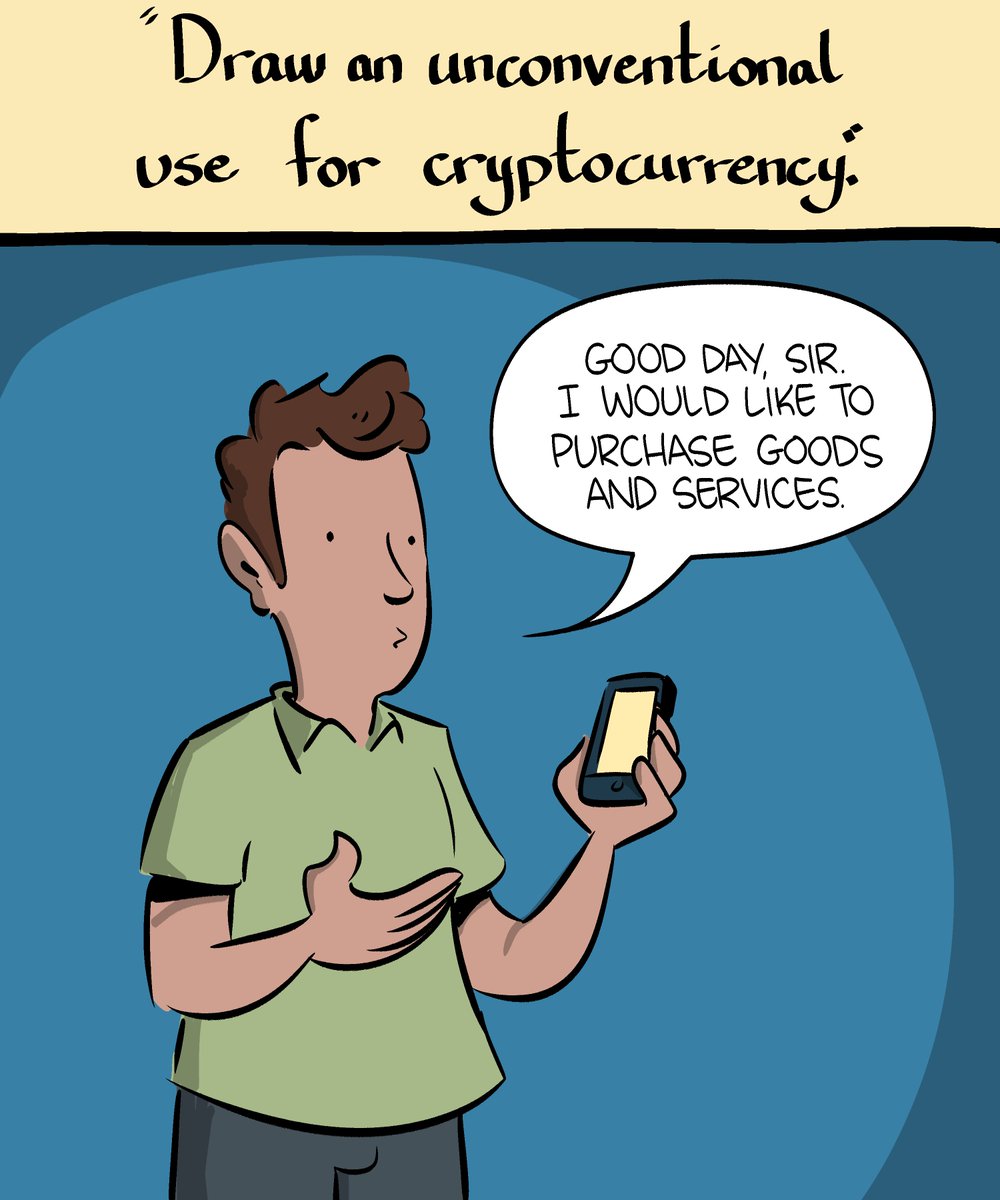 "Draw an unconventional
use for cryptocurrency."
GOOD DAY, SIR.
I WOULD LIKE TO
PURCHASE GOODS
AND SERVICES.